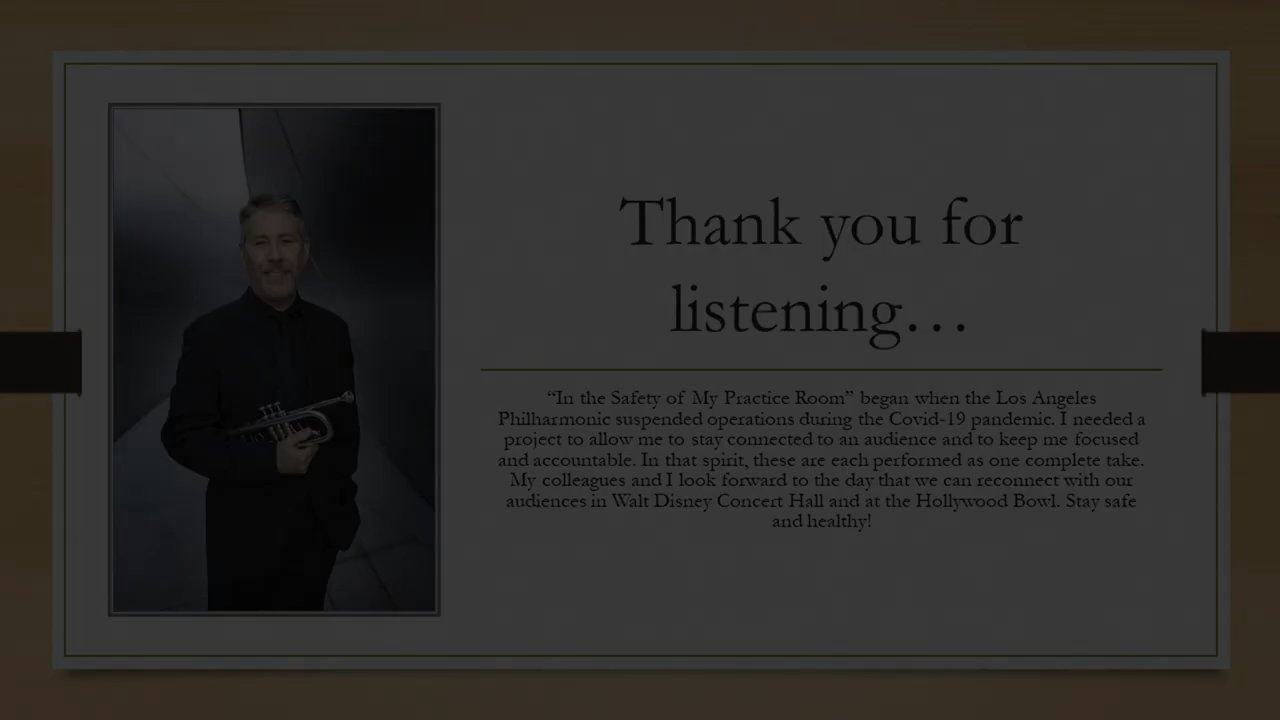 Thank you for
listening…
“In the Safety of My Practice Room” began when the Los Angeles
Philharmonic suspended operations during the Covid-19 pandemic. I needed a
project to allow me to stay connected to an audience and to keep me focused
and accountable. In that spirit, these are each performed as one complete take.
My colleagues and I look forward to the day that we can reconnect with our
audiences in Walt Disney Concert Hall and at the Hollywood Bowl. Stay safe
and healthy!